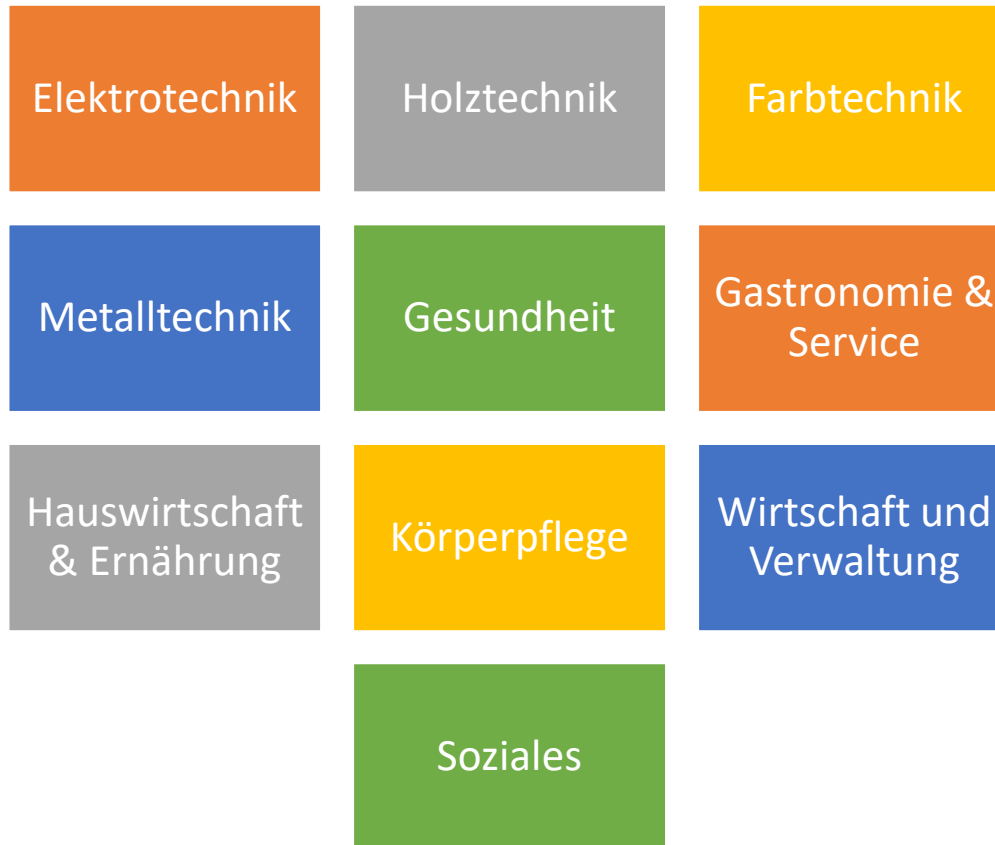 Elektrotechnik
Holztechnik
Farbtechnik
Metalltechnik
Gesundheit
Gastronomie &
Service
Hauswirtschaft
& Ernährung
Körperpflege
Wirtschaft und
Verwaltung
Soziales